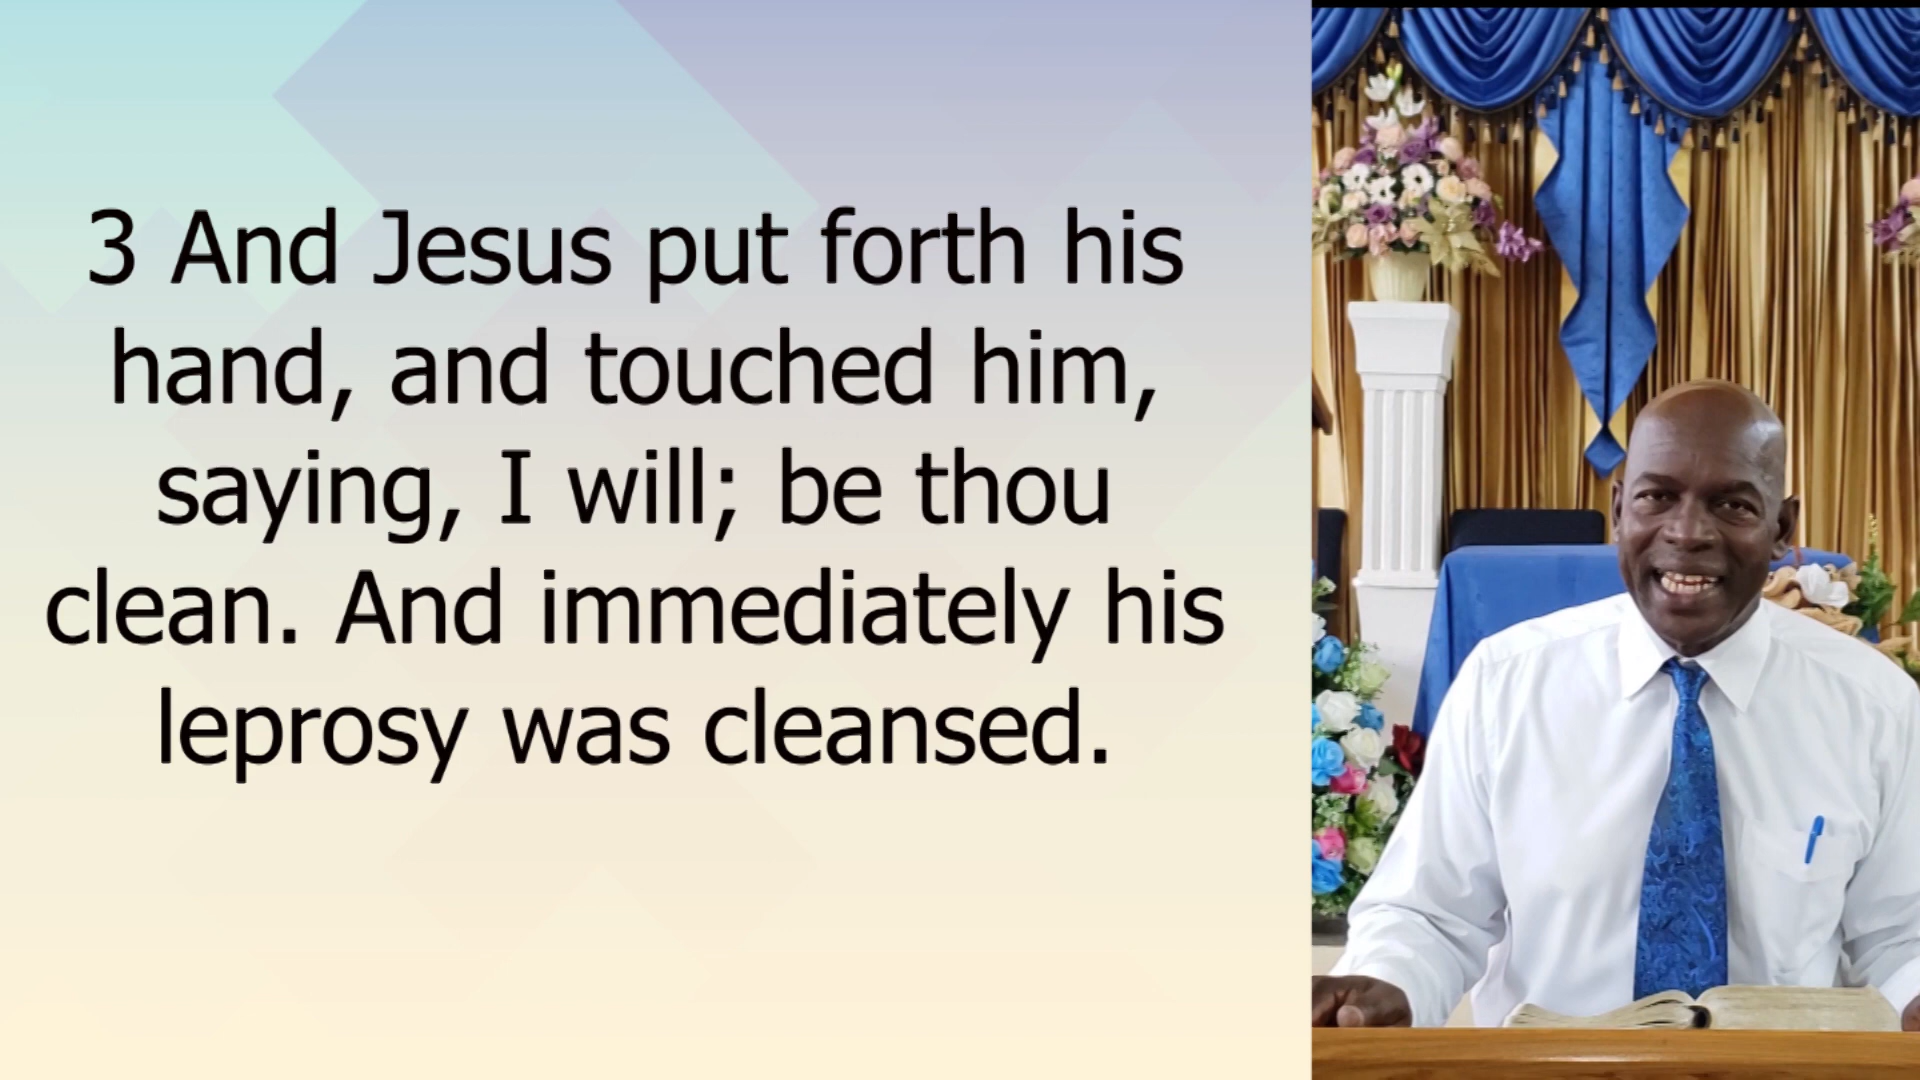 3 And Jesus put forth his
hand, and touched him,
saying, I will; be thou
clean. And immediately his
leprosy was cleansed.